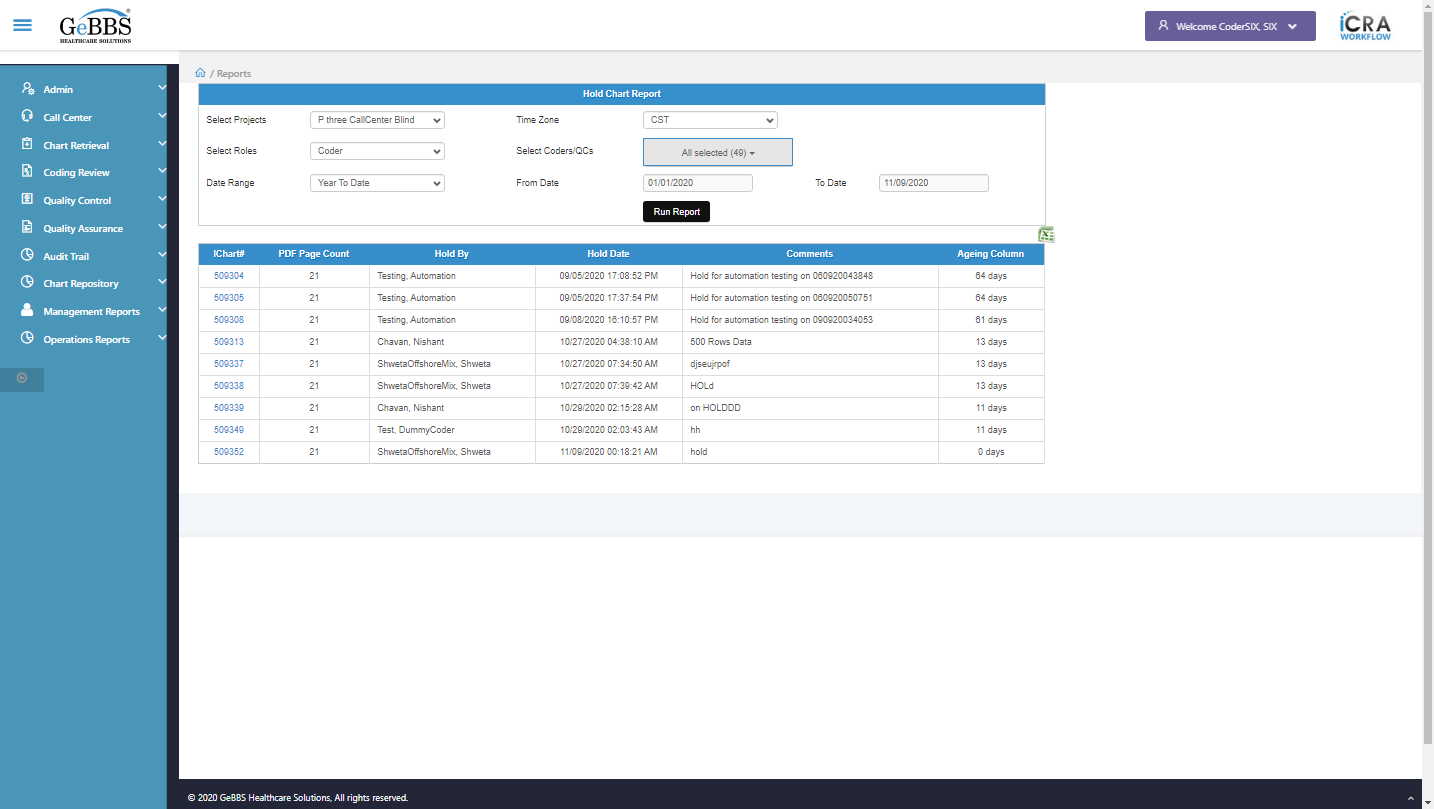 GeBBS®
HEALTHCARE SOLUTIONS
Welcome CoderSIX, SIX
iCRA
WORKFLOW
Admin
Call Center
Chart Retrieval
Coding Review
Quality Control
Quality Assurance
Audit Trail
Chart Repository
Management Reports
Operations Reports
/ Reports
Hold Chart Report
Select Projects P three CallCenter Blind Time Zone CST
Select Roles Coder Select Coders/QCs All selected (49)
Date Range Year To Date From Date 01/01/2020 To Date 11/09/2020
Run Report
IChart# PDF Page Count Hold By Hold Date Comments Ageing Column
509304 21 Testing, Automation 09/05/2020 17:08:52 PM Hold for automation testing on 060920043848 64 days
509305 21 Testing, Automation 09/05/2020 17:37:54 PM Hold for automation testing on 060920050751 64 days
509308 21 Testing, Automation 09/08/2020 16:10:57 PM Hold for automation testing on 090920034053 61 days
509313 21 Chavan, Nishant 10/27/2020 04:38:10 AM 500 Rows Data 13 days
509337 21 ShwetaOffshoreMix, Shweta 10/27/2020 07:34:50 AM djseujrpof 13 days
509338 21 ShwetaOffshoreMix, Shweta 10/27/2020 07:39:42 AM HOLd 13 days
509339 21 Chavan, Nishant 10/29/2020 02:15:28 AM on HOLDDD 11 days
509349 21 Test, DummyCoder 10/29/2020 02:03:43 AM hh 11 days
509352 21 ShwetaOffshoreMix, Shweta 11/09/2020 00:18:21 AM hold 0 days
© 2020 GeBBS Healthcare Solutions, All rights reserved.